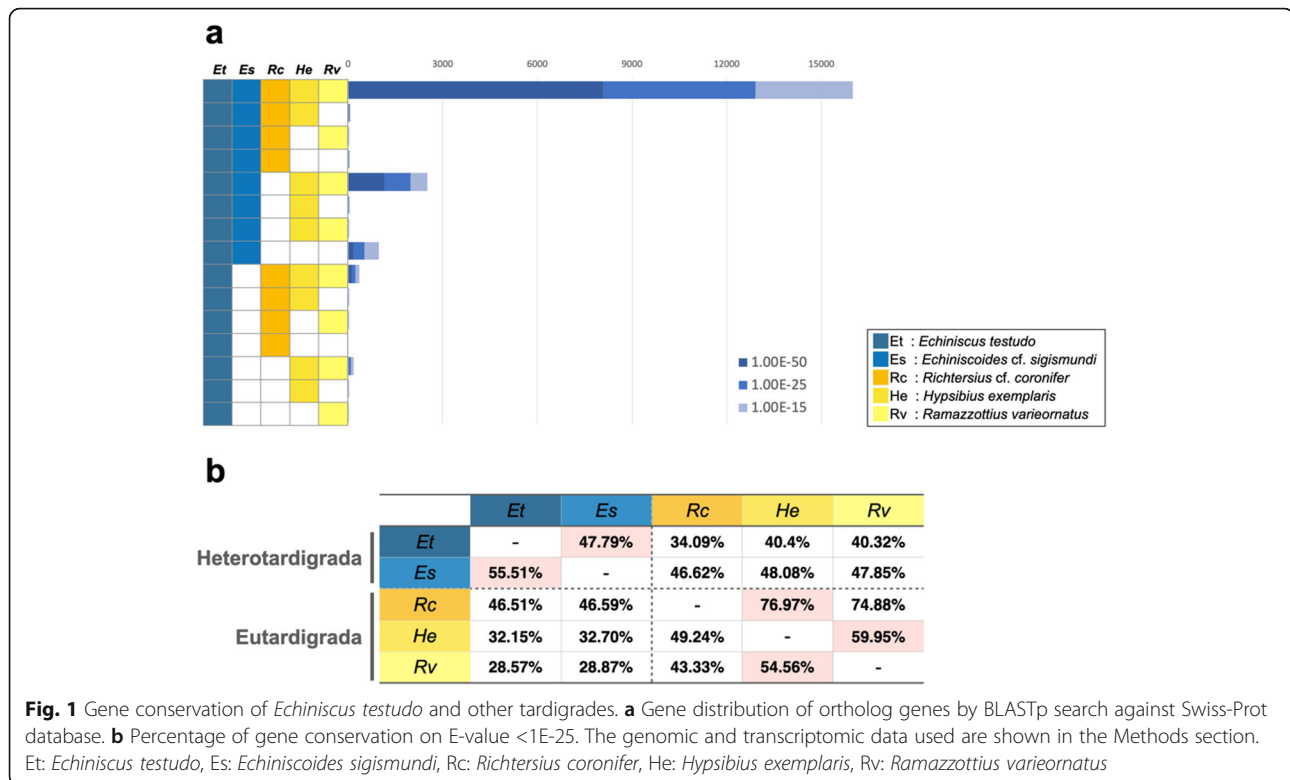 a
Et Es Rc He Rv 0 3000 6000 9000 12000 15000
1.00E-50
1.00E-25
1.00E-15
Et : Echiniscus testudo
Es : Echiniscoides cf. sigismundi
Rc : Richtersius cf. coronifer
He : Hypsibius exemplaris
Rv : Ramazzottius varieornatus
b
Et Es Rc He Rv
Heterotardigrada
Et - 47.79% 34.09% 40.4% 40.32%
Es 55.51% - 46.62% 48.08% 47.85%
Eutardigrada
Rc 46.51% 46.59% - 76.97% 74.88%
He 32.15% 32.70% 49.24% - 59.95%
Rv 28.57% 28.87% 43.33% 54.56% -
Fig. 1 Gene conservation of Echiniscus testudo and other tardigrades. a Gene distribution of ortholog genes by BLASTp search against Swiss-Prot
database. b Percentage of gene conservation on E-value <1E-25. The genomic and transcriptomic data used are shown in the Methods section.
Et: Echiniscus testudo, Es: Echiniscoides sigismundi, Rc: Richtersius coronifer, He: Hypsibius exemplaris, Rv: Ramazzottius varieornatus